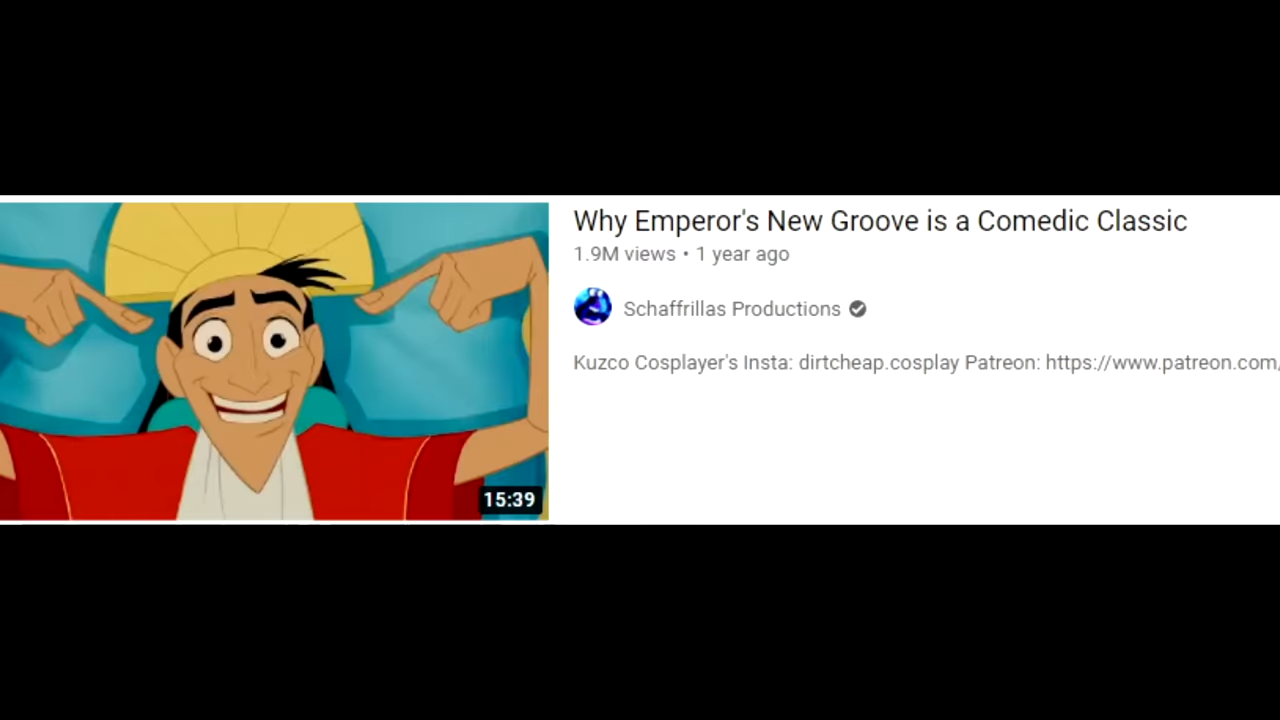 Why Emperor's New Groove is a Comedic Classic
1.9M views • 1 year ago
Schaffrillas Productions
Kuzco Cosplayer's Insta: dirtcheap.cosplay Patreon: https://www.patreon.com/
15:39